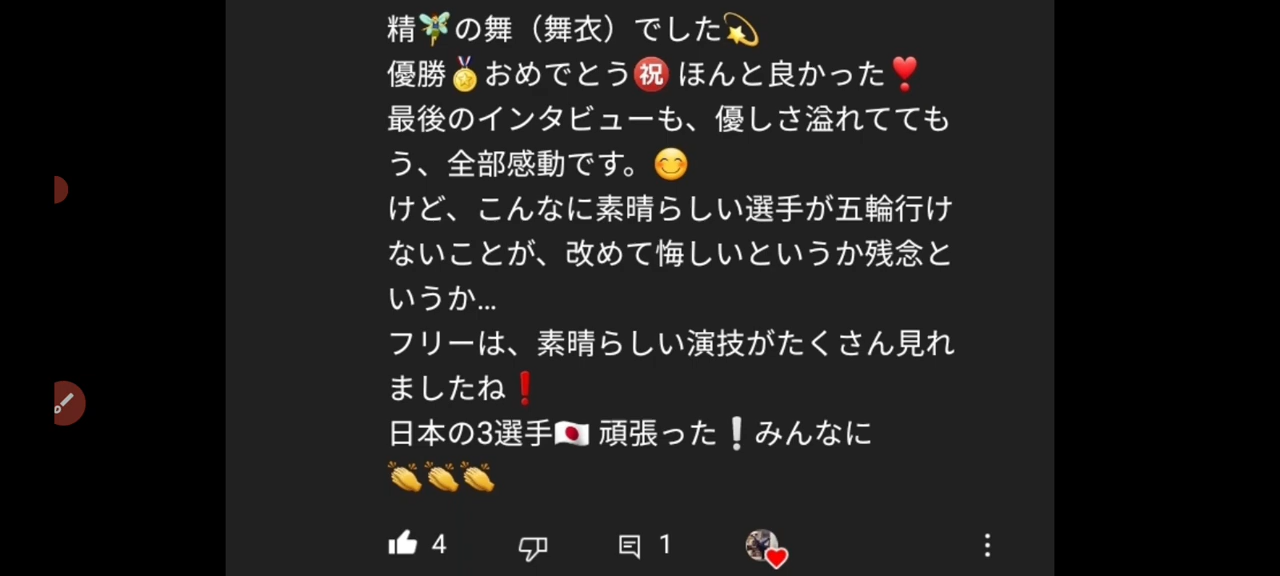 精🧚の舞（舞衣）でした💫
優勝🏅おめでとう㊗️ ほんと良かった❣️
最後のインタビューも、優しさ溢れてても
う、全部感動です。😊
けど、こんなに素晴らしい選手が五輪行け
ないことが、改めて悔しいというか残念と
いうか...
フリーは、素晴らしい演技がたくさん見れ
ましたね❗
日本の3選手🇯🇵 頑張った❕みんなに
👏👏👏
4 1